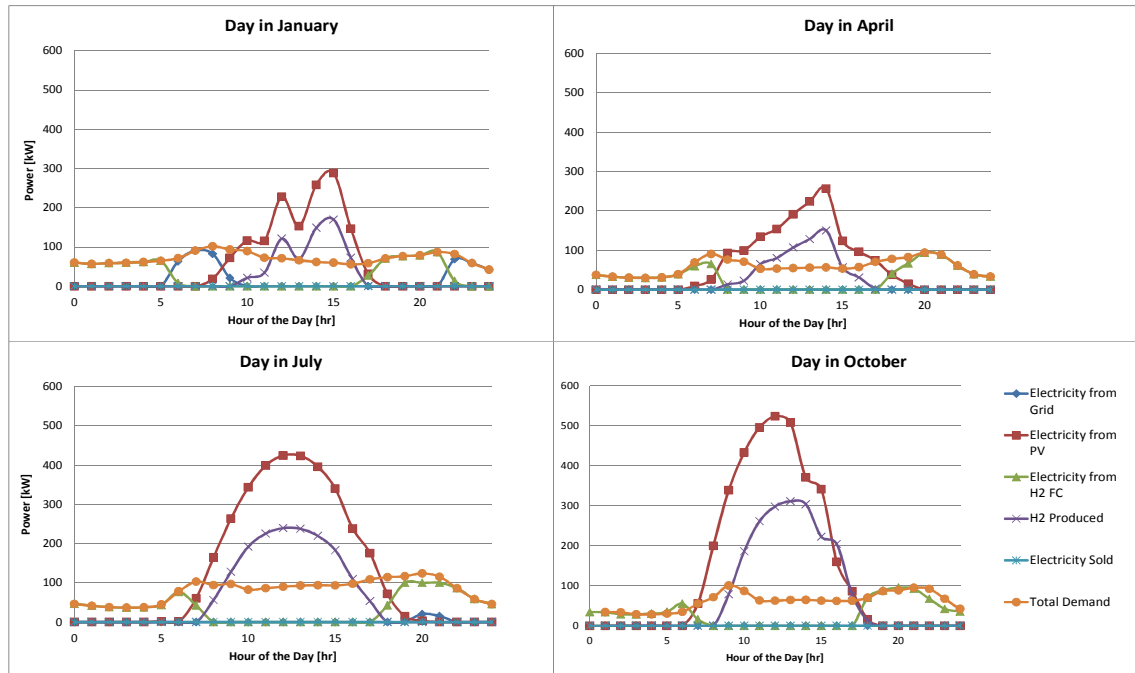 Day in January
600
500
400
300
200
100
0
0 5 10 15 20
Power [kW]
Hour of the Day [hr]
Day in April
600
500
400
300
200
100
0
0 5 10 15 20
Hour of the Day [hr]
Day in July
600
500
400
300
200
100
0
0 5 10 15 20
Power [kW]
Hour of the Day [hr]
Day in October
600
500
400
300
200
100
0
0 5 10 15 20
Hour of the Day [hr]
Electricity from
Grid
Electricity from
PV
Electricity from
H2 FC
H2 Produced
Electricity Sold
Total Demand